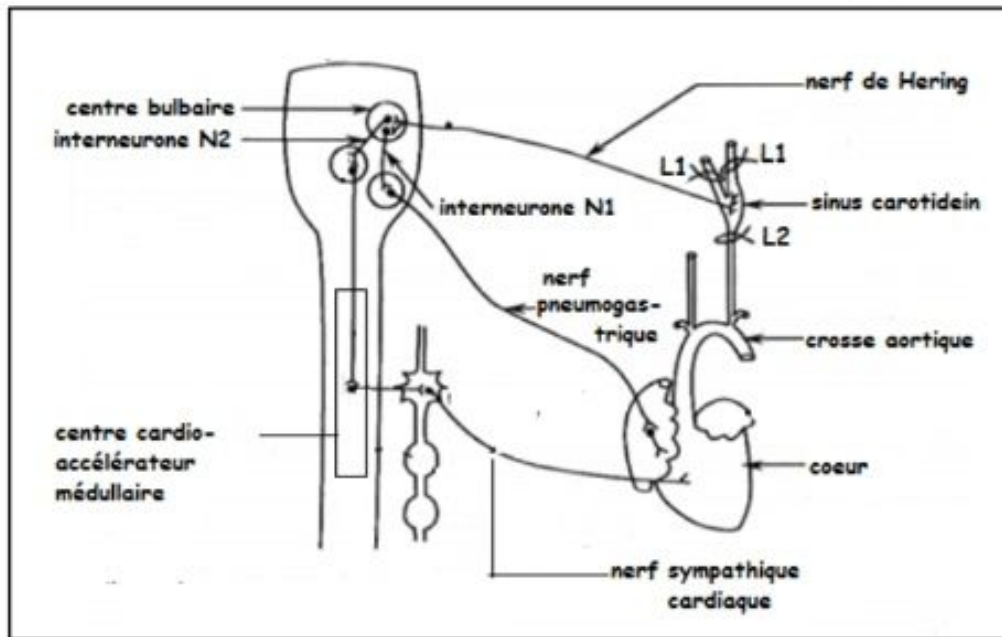 centre bulbaire
interneurone N2
interneurone N1
nerf de Hering
L1
L1
sinus carotidein
L2
nerf
pneumogas-
trique
crosse aortique
centre cardio-
accélérateur
médullaire
coeur
nerf sympathique
cardiaque